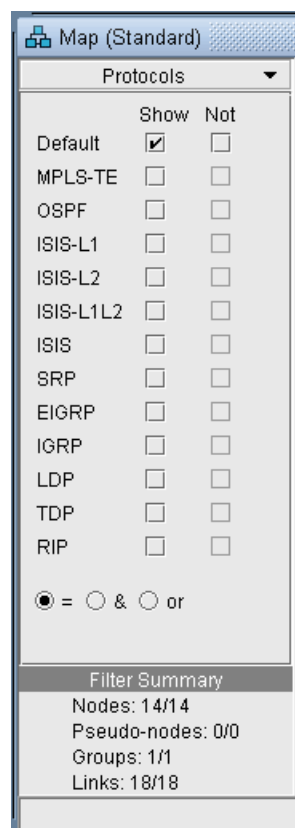 Map (Standard)
Protocols
Show Not
Default
MPLS-TE
OSPF
ISIS-L1
ISIS-L2
ISIS-L1L2
ISIS
SRP
EIGRP
IGRP
LDP
TDP
RIP
= & or
Filter Summary
Nodes: 14/14
Pseudo-nodes: 0/0
Groups: 1/1
Links: 18/18